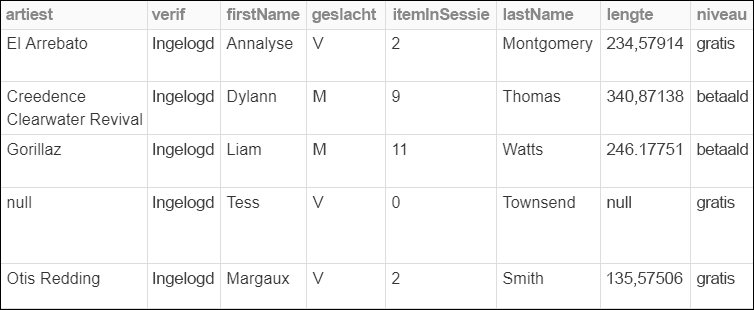 artiest verif firstName geslacht itemInSessie lastName lengte niveau
El Arrebato Ingelogd Annalyse V 2 Montgomery 234,57914 gratis
Creedence Ingelogd Dylann M 9 Thomas 340,87138 betaald
Clearwater Revival
Gorillaz Ingelogd Liam M 11 Watts 246.17751 betaald
null Ingelogd Tess V 0 Townsend null gratis
Otis Redding Ingelogd Margaux V 2 Smith 135,57506 gratis